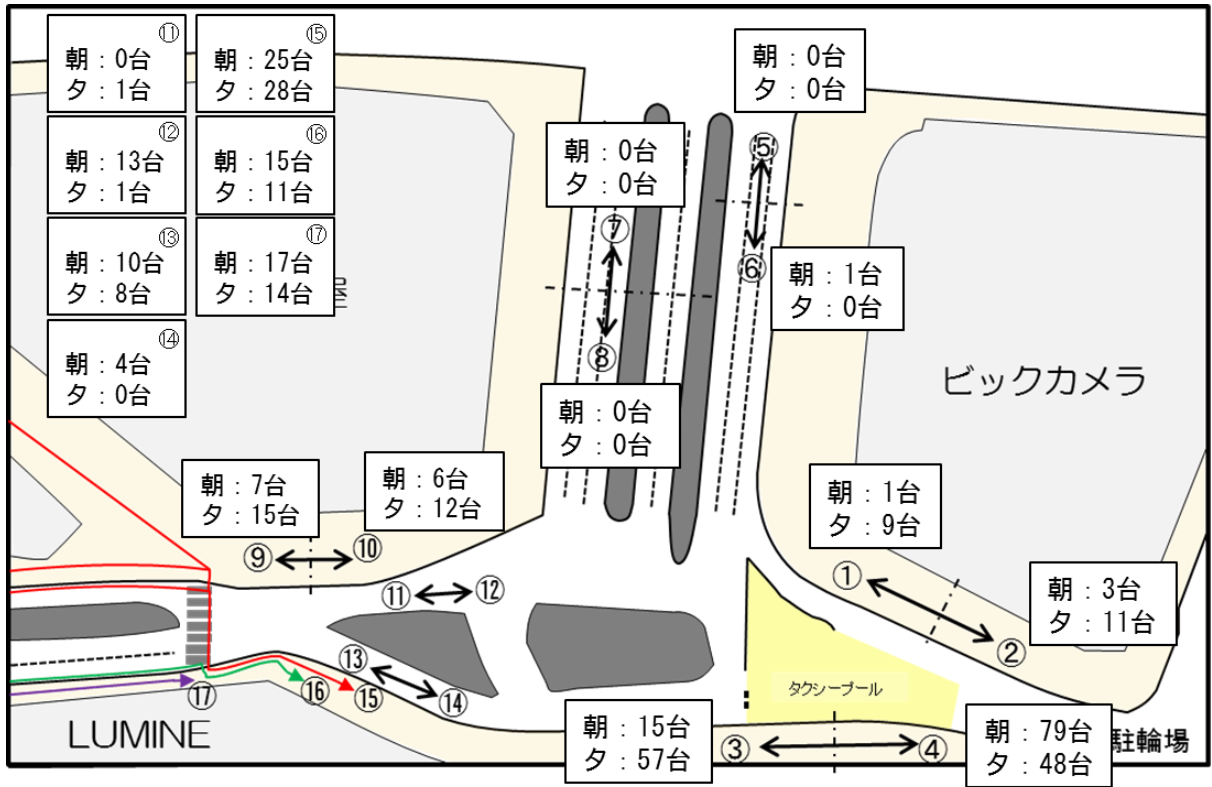 ⑪
朝：0台
夕：1台
⑮
朝：25台
夕：28台
⑫
朝：13台
夕：1台
⑯
朝：15台
夕：11台
⑬
朝：10台
夕：8台
⑰
朝：17台
夕：14台
⑭
朝：4台
夕：0台
朝：0台
夕：0台
⑤
⑥
朝：1台
夕：0台
朝：0台
夕：0台
⑦
⑧
朝：0台
夕：0台
ビックカメラ
朝：7台
夕：15台
朝：6台
夕：12台
⑨
⑩
朝：1台
夕：9台
①
②
朝：3台
夕：11台
⑪
⑫
⑬
⑭
⑮
⑯
⑰
LUMINE
タクシープール
朝：15台
夕：57台
③
④
朝：79台
夕：48台
駐輪場